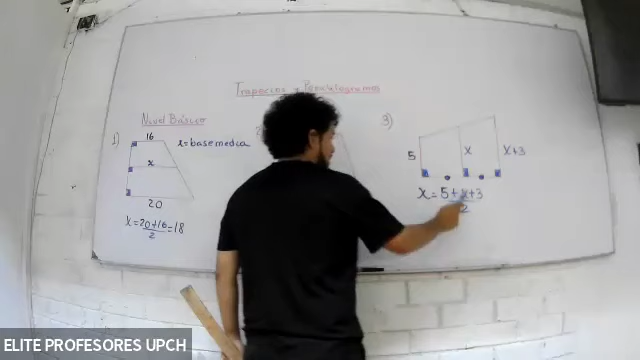 Trapecios y Paralelogramos
Nivel Básico
1)
16
x = base media
x
20
x = 20+16 = 18
2
2
3)
5
x
x+3
x = 5+x+3
2
ELITE PROFESORES UPCH